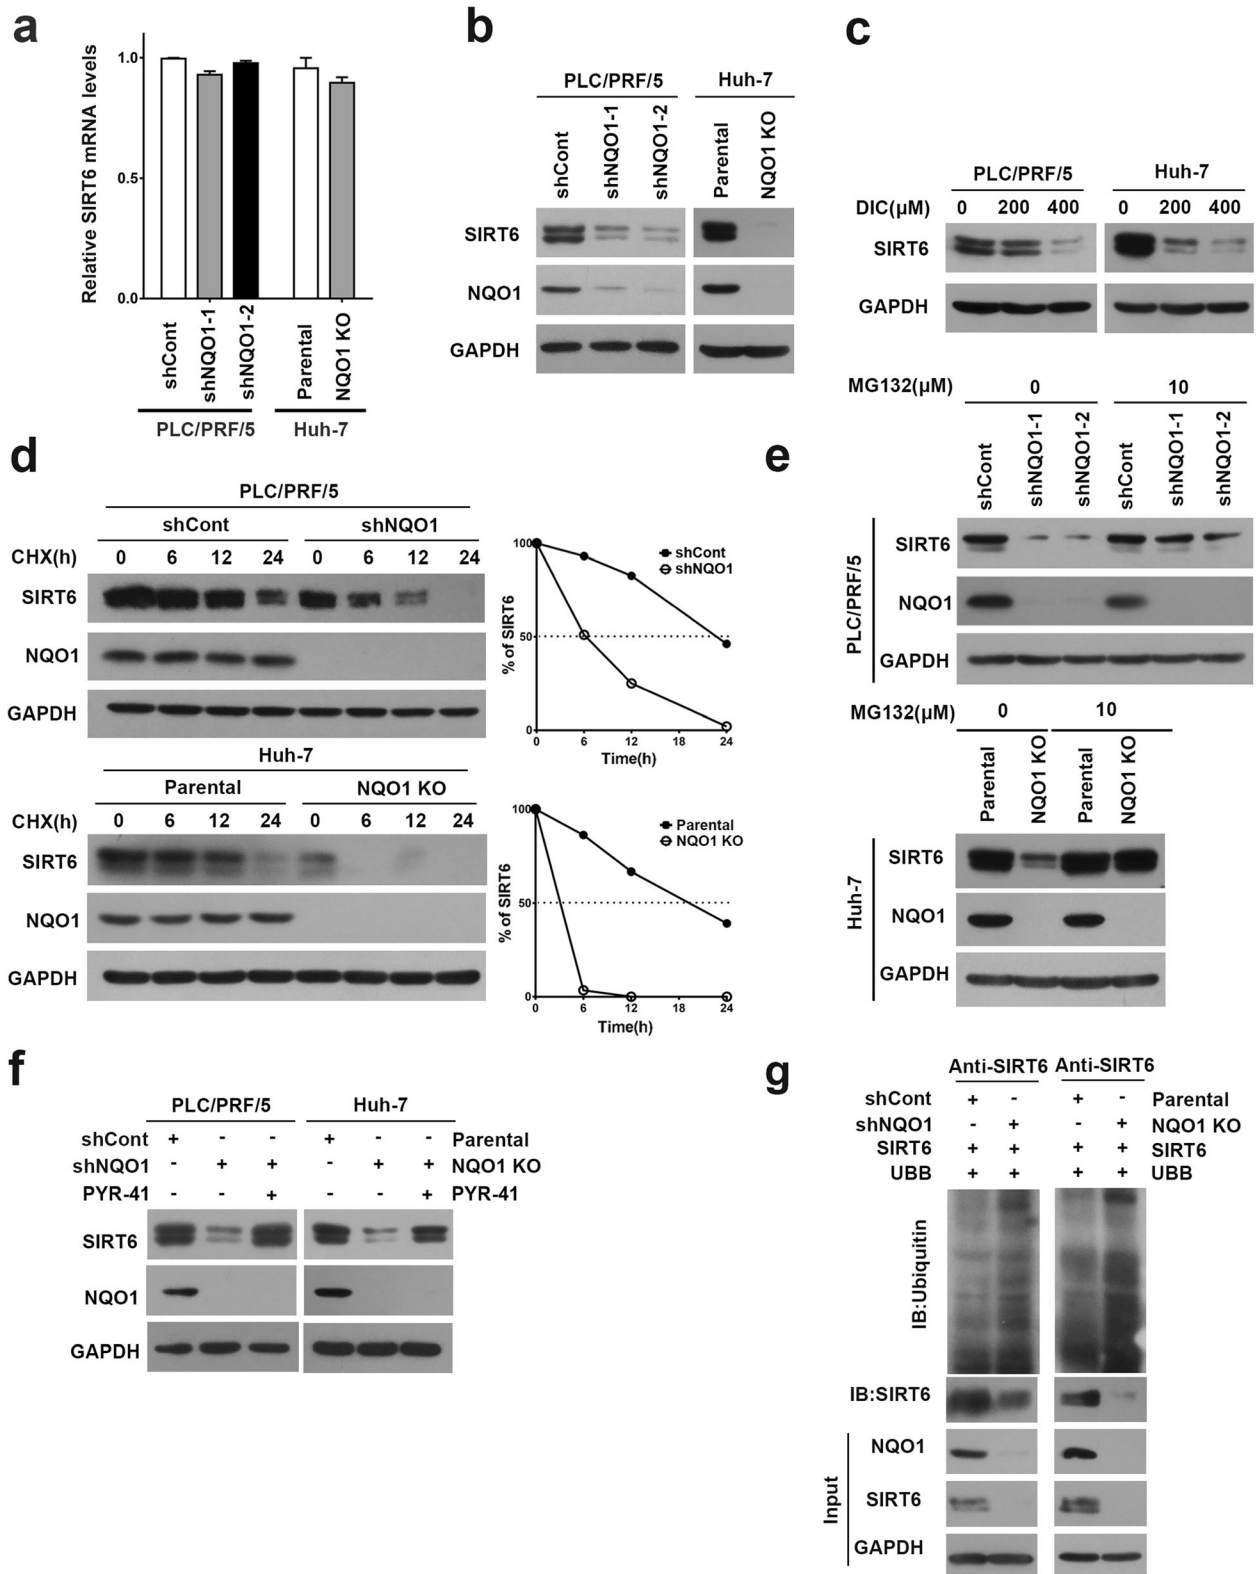 a
Relative SIRT6 mRNA levels
1.0
0.5
0.0
shCont
shNQO1-1
shNQO1-2
Parental
NQO1 KO
PLC/PRF/5 Huh-7
b
PLC/PRF/5 Huh-7
shCont
shNQO1-1
shNQO1-2
Parental
NQO1 KO
SIRT6
NQO1
GAPDH
c
PLC/PRF/5 Huh-7
DIC(μM) 0 200 400 0 200 400
SIRT6
GAPDH
d
PLC/PRF/5
shCont shNQO1
CHX(h) 0 6 12 24 0 6 12 24
SIRT6
NQO1
GAPDH
% of SIRT6
100
50
0
shCont
shNQO1
0 6 12 18 24
Time(h)
Huh-7
Parental NQO1 KO
CHX(h) 0 6 12 24 0 6 12 24
SIRT6
NQO1
GAPDH
% of SIRT6
100
50
0
Parental
NQO1 KO
0 6 12 18 24
Time(h)
e
MG132(μM) 0 10
shCont
shNQO1-1
shNQO1-2
shCont
shNQO1-1
shNQO1-2
PLC/PRF/5
SIRT6
NQO1
GAPDH
MG132(μM) 0 10
Parental
NQO1 KO
Parental
NQO1 KO
Huh-7
SIRT6
NQO1
GAPDH
f
PLC/PRF/5 Huh-7
shCont + - - + - - Parental
shNQO1 - + + - + + NQO1 KO
PYR-41 - - + - - + PYR-41
SIRT6
NQO1
GAPDH
g
Anti-SIRT6 Anti-SIRT6
shCont + - + - Parental
shNQO1 - + - + NQO1 KO
SIRT6 + + + + SIRT6
UBB + + + + UBB
IB:Ubiquitin
IB:SIRT6
Input
NQO1
SIRT6
GAPDH